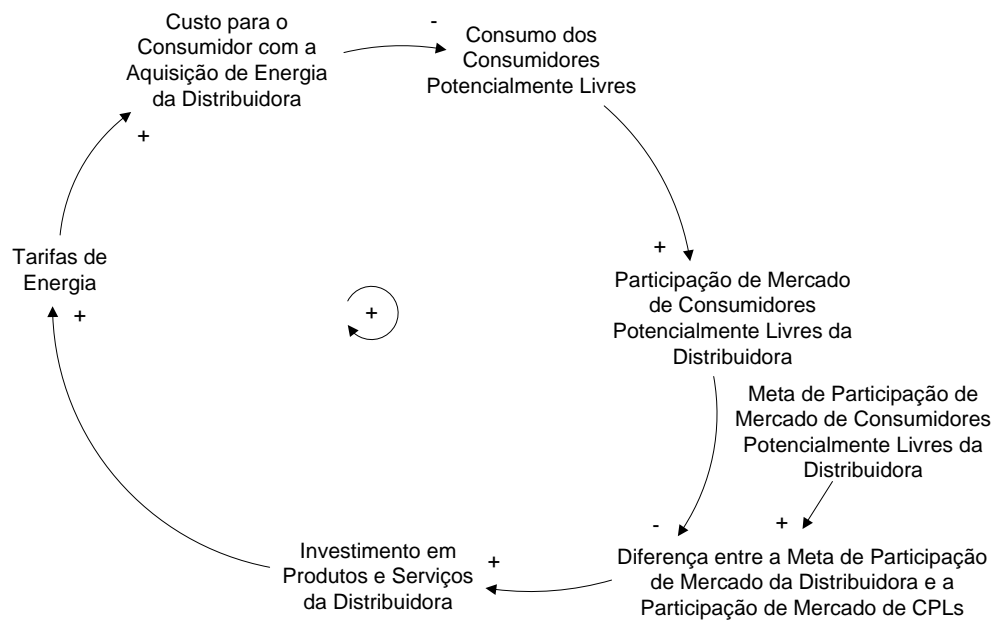 Custo para o
Consumidor com a
Aquisição de Energia
da Distribuidora
-
Consumo dos
Consumidores
Potencialmente Livres
+
Tarifas de
Energia
+
+
+
Participação de Mercado
de Consumidores
Potencialmente Livres da
Distribuidora
Meta de Participação de
Mercado de Consumidores
Potencialmente Livres da
Distribuidora
-
+
Diferença entre a Meta de Participação
de Mercado da Distribuidora e a
Participação de Mercado de CPLs
+
Investimento em
Produtos e Serviços
da Distribuidora